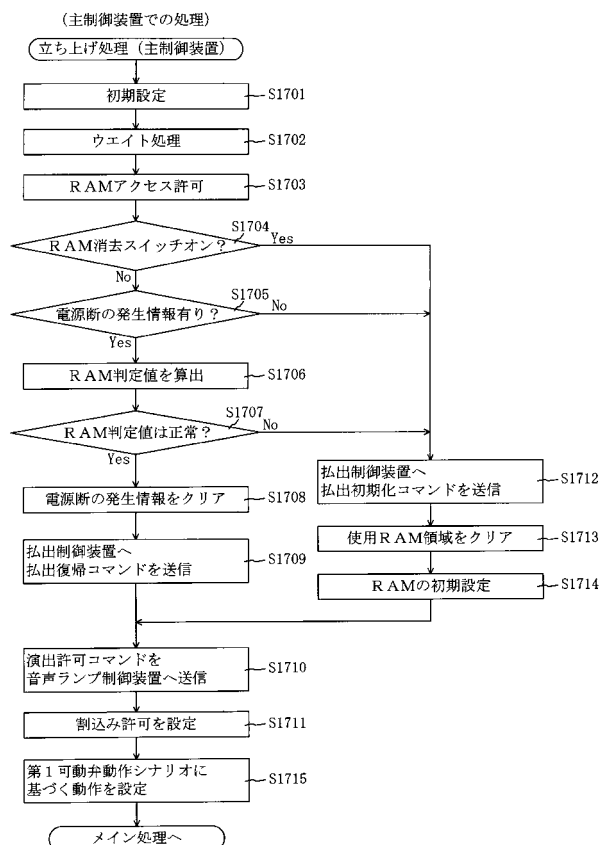 (主制御装置での処理)
立ち上げ処理(主制御装置)
初期設定
S1701
ウエイト処理
S1702
RAMアクセス許可
S1703
S1704
RAM消去スイッチオン?
Yes
No
S1705
電源断の発生情報有り?
No
Yes
RAM判定値を算出
S1706
S1707
RAM判定値は正常?
No
Yes
電源断の発生情報をクリア
S1708
払出制御装置へ
払出復帰コマンドを送信
S1709
払出制御装置へ
払出初期化コマンドを送信
S1712
使用RAM領域をクリア
S1713
RAMの初期設定
S1714
演出許可コマンドを
音声ランプ制御装置へ送信
S1710
割込み許可を設定
S1711
第1可動弁動作シナリオに
基づく動作を設定
S1715
メイン処理へ